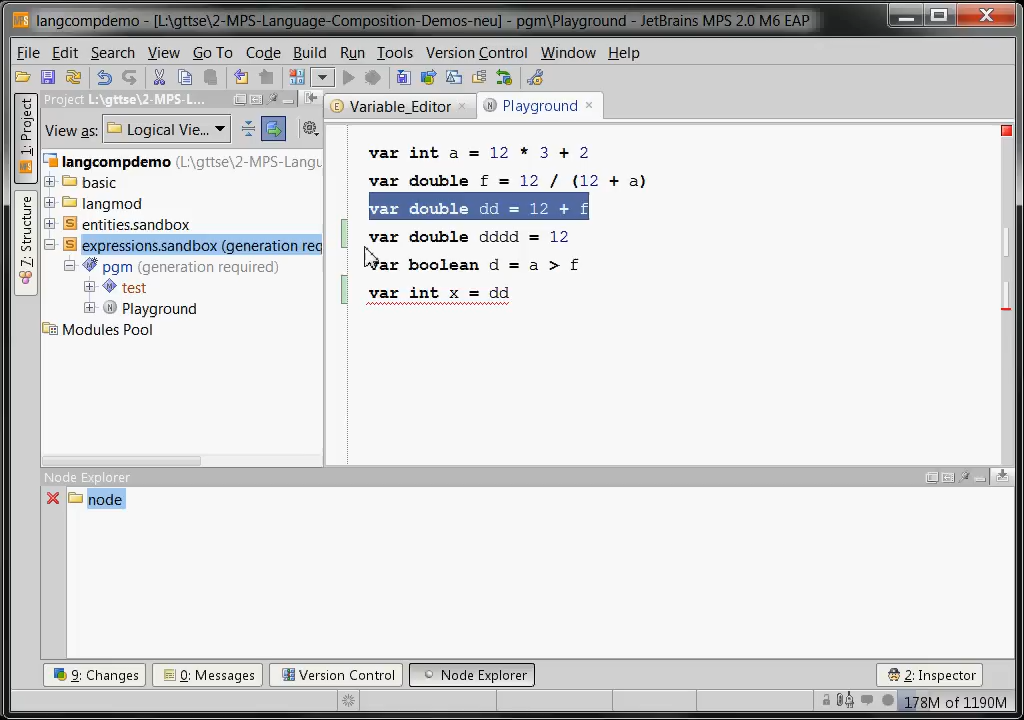 langcompdemo - [L:\gttse\2-MPS-Language-Composition-Demos-neu] - pgm\Playground - JetBrains MPS 2.0 M6 EAP
File Edit Search View Go To Code Build Run Tools Version Control Window Help
Project L:\gttse\2-MPS-L...
Variable_Editor
Playground
1: Project
View as: Logical Vie...
langcompdemo (L:\gttse\2-MPS-Langu
basic
langmod
entities.sandbox
expressions.sandbox (generation req
pgm (generation required)
test
Playground
Modules Pool
Z: Structure
var int a = 12 * 3 + 2
var double f = 12 / (12 + a)
var double dd = 12 + f
var double dddd = 12
var boolean d = a > f
var int x = dd
Node Explorer
node
9: Changes
0: Messages
Version Control
Node Explorer
2: Inspector
178M of 1190M